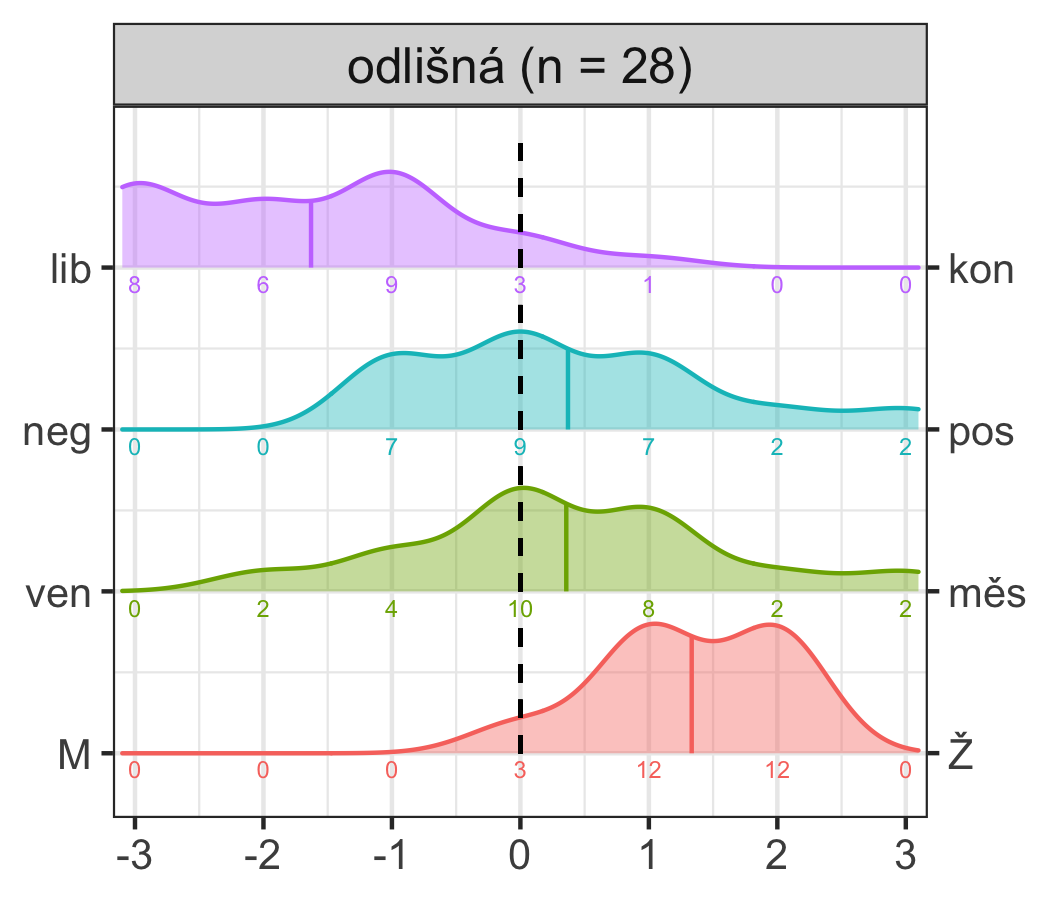 odlišná (n = 28)
lib kon
8 6 9 3 1 0 0
neg pos
0 0 7 9 7 2 2
ven měs
0 2 4 10 8 2 2
M Ž
0 0 0 3 12 12 0
-3 -2 -1 0 1 2 3